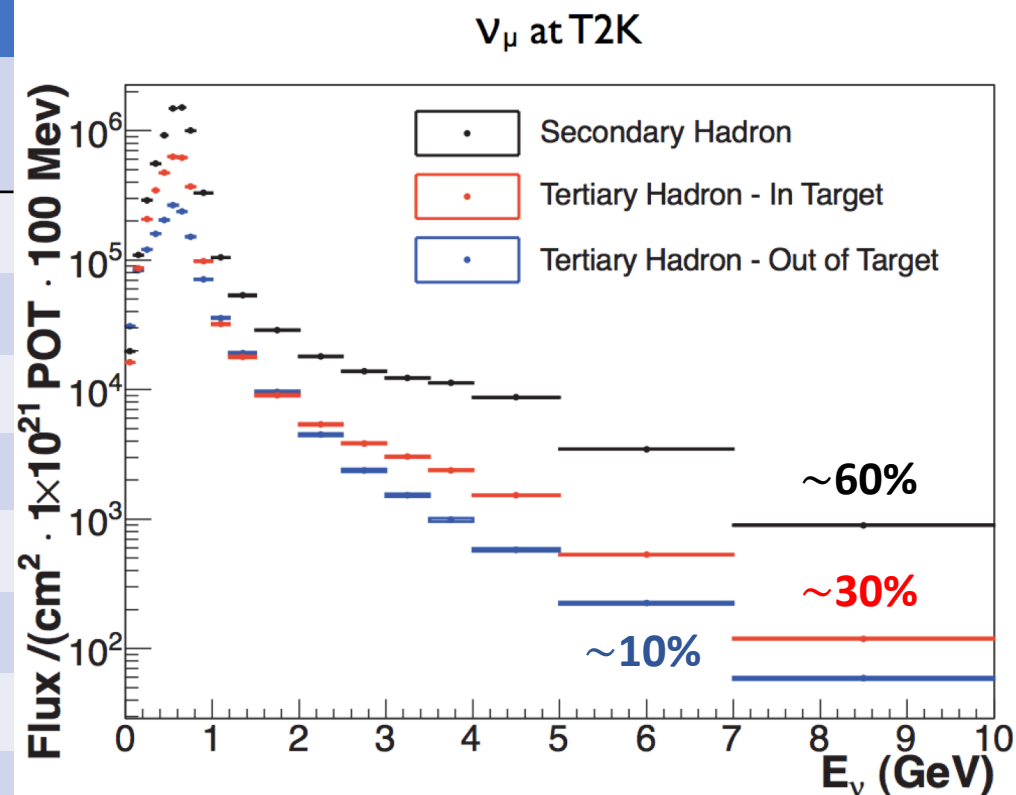 νμ at T2K
Flux /(cm² · 1×10²¹ POT · 100 Mev)
10⁶
10⁵
10⁴
10³
10²
Secondary Hadron
Tertiary Hadron - In Target
Tertiary Hadron - Out of Target
~60%
~30%
~10%
0 1 2 3 4 5 6 7 8 9 10
Eν (GeV)